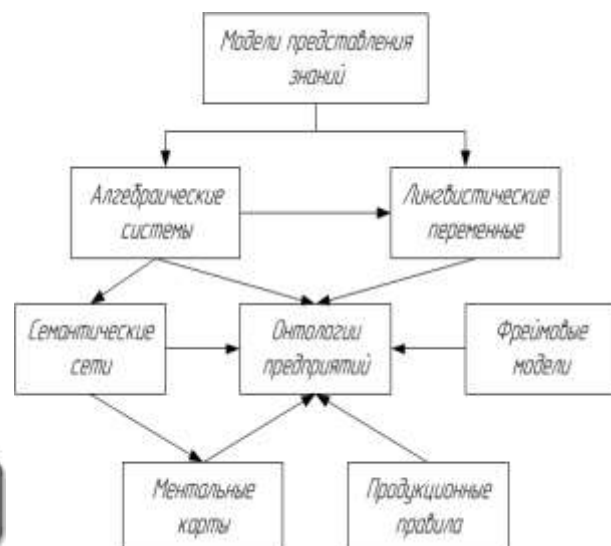 Модели представления
знаний
Алгебраические
системы
Лингвистические
переменные
Семантические
сети
Онтологии
предприятий
Фреймовые
модели
Ментальные
карты
Продукционные
правила